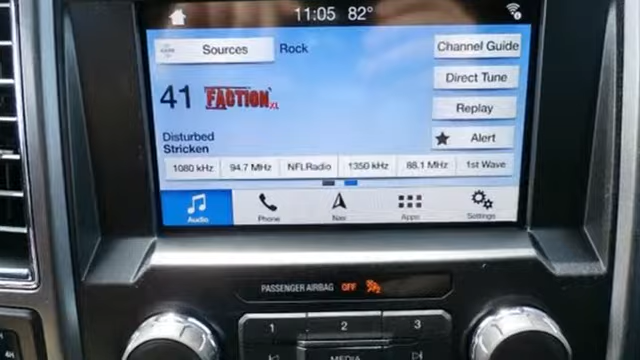 11:05 82°
Sources Rock Channel Guide
Direct Tune
41 FACTION XL
Replay
Alert
Disturbed
Stricken
1080 kHz 94.7 MHz NFLRadio 1350 kHz 88.1 MHz 1st Wave
Audio Phone Nav Apps Settings
PASSENGER AIRBAG OFF
1 2 3
MEDIA
4H